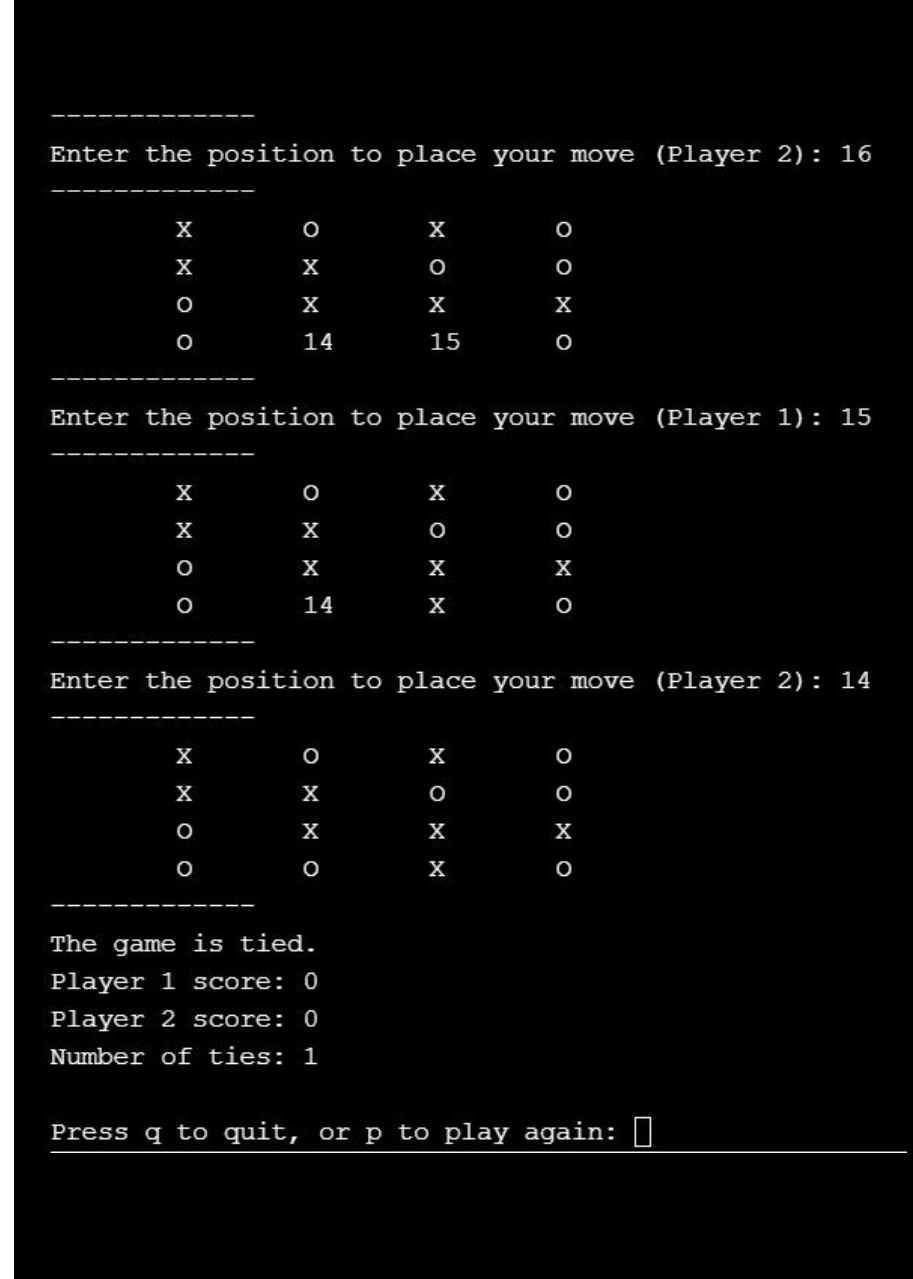 -------------
Enter the position to place your move (Player 2): 16
-------------
x o x o
x x o o
o x x x
o 14 15 o
-------------
Enter the position to place your move (Player 1): 15
-------------
x o x o
x x o o
o x x x
o 14 x o
-------------
Enter the position to place your move (Player 2): 14
-------------
x o x o
x x o o
o x x x
o o x o
-------------
The game is tied.
Player 1 score: 0
Player 2 score: 0
Number of ties: 1
Press q to quit, or p to play again: